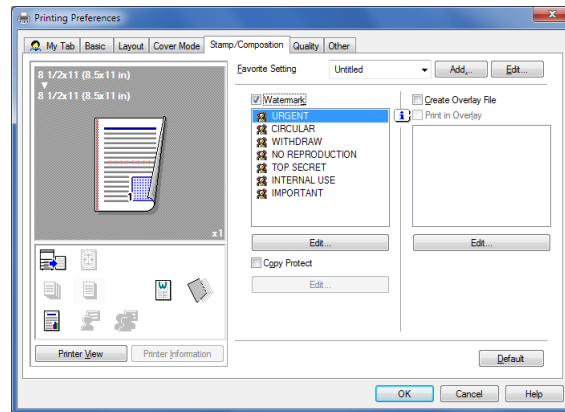 Printing Preferences
My Tab Basic Layout Cover Mode Stamp/Composition Quality Other
8 1/2x11 (8.5x11 in)
8 1/2x11 (8.5x11 in)
1
x1
W
Printer View Printer Information
Favorite Setting Untitled Add... Edit...
Watermark
URGENT
CIRCULAR
WITHDRAW
NO REPRODUCTION
TOP SECRET
INTERNAL USE
IMPORTANT
Edit...
Copy Protect
Edit...
Create Overlay File
Print in Overlay
Edit...
Default
OK Cancel Help